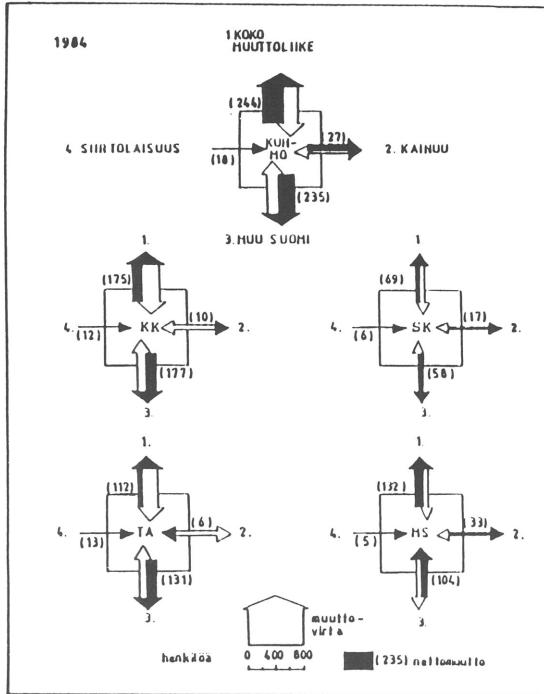 1984
1 KOKO
MUUTTOLIIKE
(244)
4. SIIRTOLAISUUS
(18)
KUH-
MO
(27)
2. KAINUU
(235)
3. MUU SUOMI
1.
(175)
4.
(12)
KK
(10)
2.
(177)
3.
1
(69)
4.
(6)
SK
(17)
2.
(58)
3.
1.
(112)
4.
(13)
TA
(6)
2.
(131)
3.
1.
(132)
4.
(5)
HS
(33)
2.
(104)
3.
muutto-
virta
henkilöä 0 400 800
(235) nettomuutto